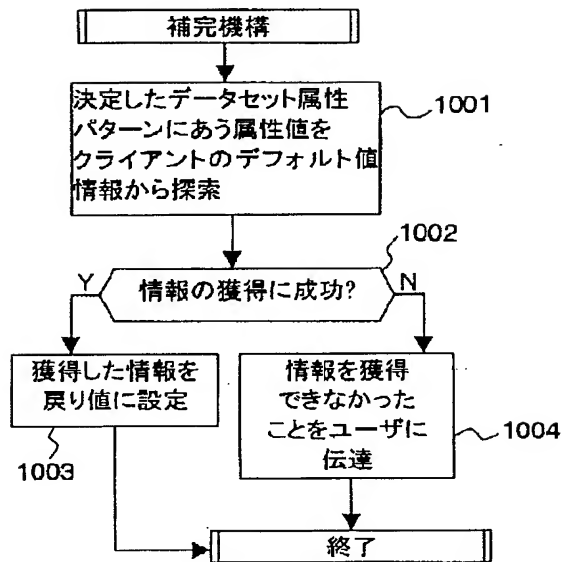 補完機構
決定したデータセット属性
パターンにあう属性値を
クライアントのデフォルト値
情報から探索
1001
1002
情報の獲得に成功?
Y
N
獲得した情報を
戻り値に設定
1003
情報を獲得
できなかった
ことをユーザに
伝達
1004
終了